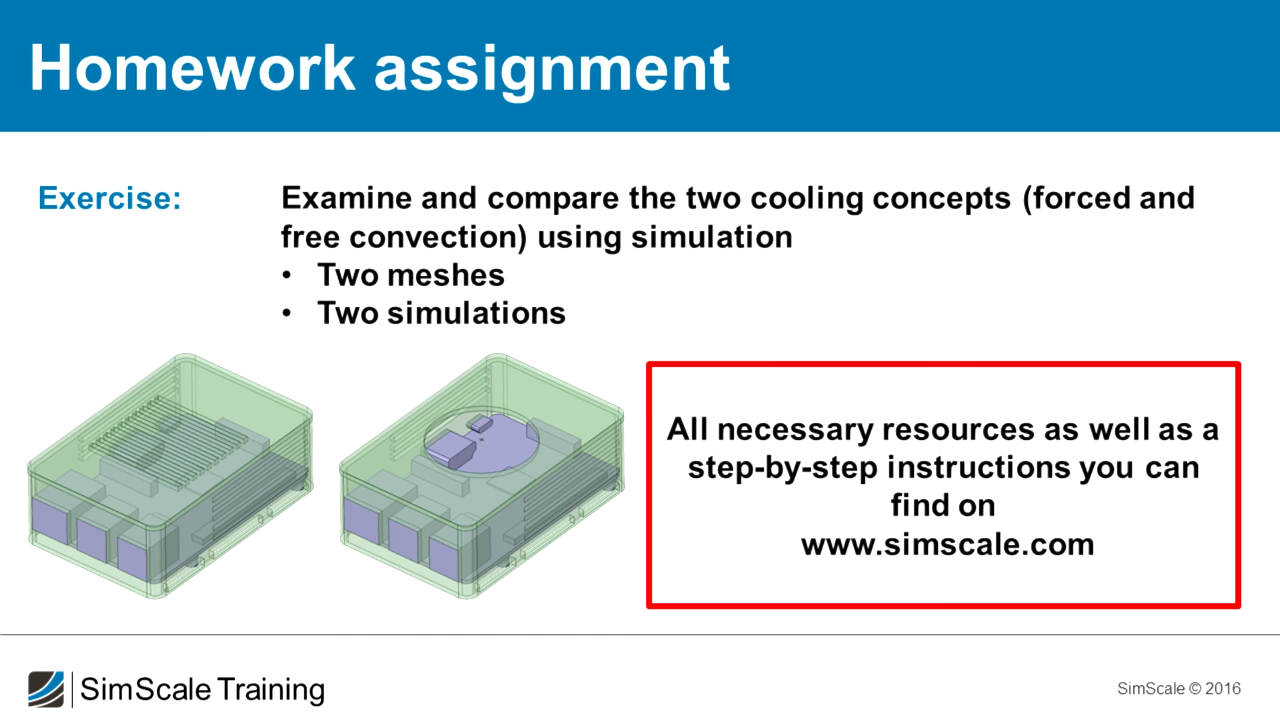 Homework assignment
Exercise:
Examine and compare the two cooling concepts (forced and
free convection) using simulation
• Two meshes
• Two simulations
All necessary resources as well as a
step-by-step instructions you can
find on
www.simscale.com
SimScale Training
SimScale © 2016